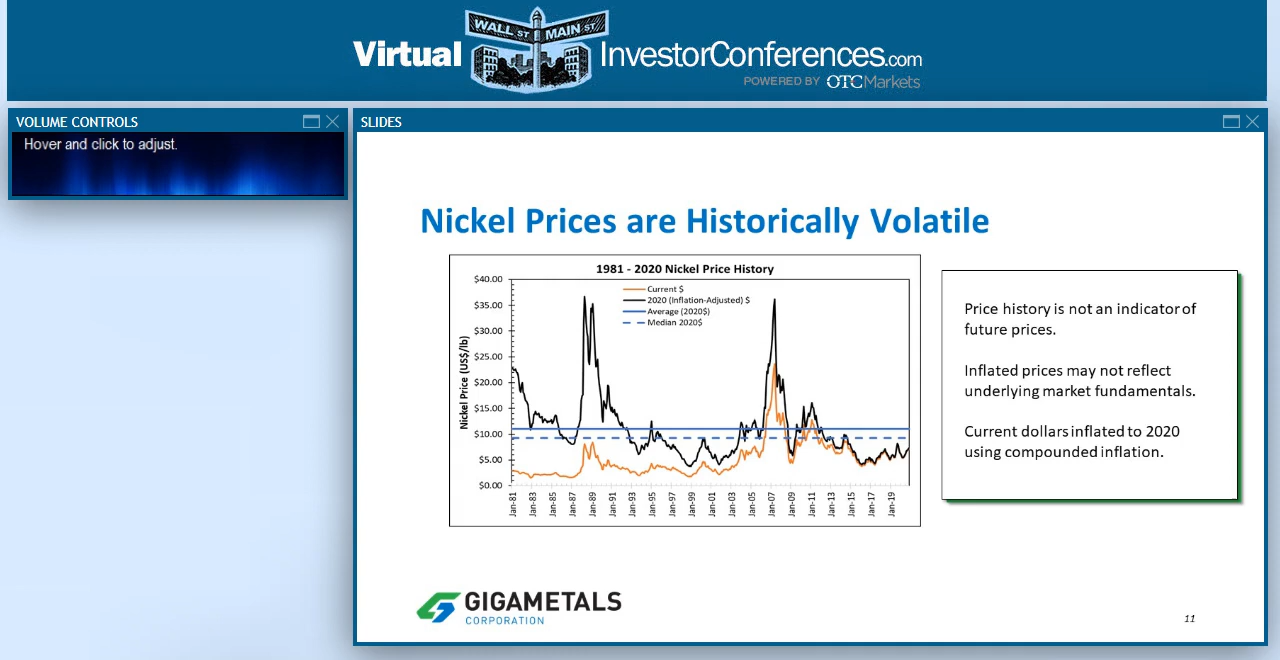 WALL ST MAIN ST
Virtual InvestorConferences.com
POWERED BY OTC Markets
VOLUME CONTROLS
Hover and click to adjust.
SLIDES
Nickel Prices are Historically Volatile
1981 - 2020 Nickel Price History
Nickel Price (US$/lb)
$40.00
$35.00
$30.00
$25.00
$20.00
$15.00
$10.00
$5.00
$0.00
Current $
2020 (Inflation-Adjusted) $
Average (2020$)
Median 2020$
Jan-81 Jan-83 Jan-85 Jan-87 Jan-89 Jan-91 Jan-93 Jan-95 Jan-97 Jan-99 Jan-01 Jan-03 Jan-05 Jan-07 Jan-09 Jan-11 Jan-13 Jan-15 Jan-17 Jan-19
Price history is not an indicator of
future prices.
Inflated prices may not reflect
underlying market fundamentals.
Current dollars inflated to 2020
using compounded inflation.
GIGAMETALS
CORPORATION
11